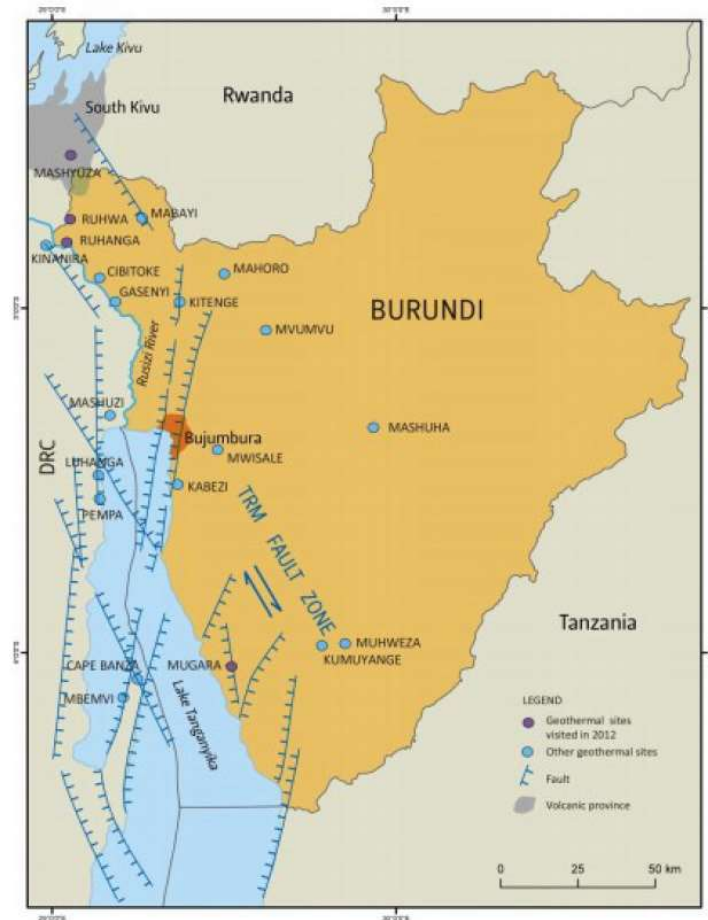 Lake Kivu
South Kivu
Rwanda
MASHYUZA
RUHWA
MABAYI
RUHANGA
KINANIRA
CIBITOKE
MAHORO
GASENYI
KITENGE
BURUNDI
MVUMVU
Rusizi River
MASHUZI
Bujumbura
MASHUHA
DRC
LUHANGA
MWISALE
KABEZI
PEMPA
TRM FAULT ZONE
Tanzania
MUHWEZA
KUMUYANGE
CAPE BANZA
MUGARA
MBEMVI
Lake Tanganyika
LEGEND
Geothermal sites
visited in 2012
Other geothermal sites
Fault
Volcanic province
0 25 50 km